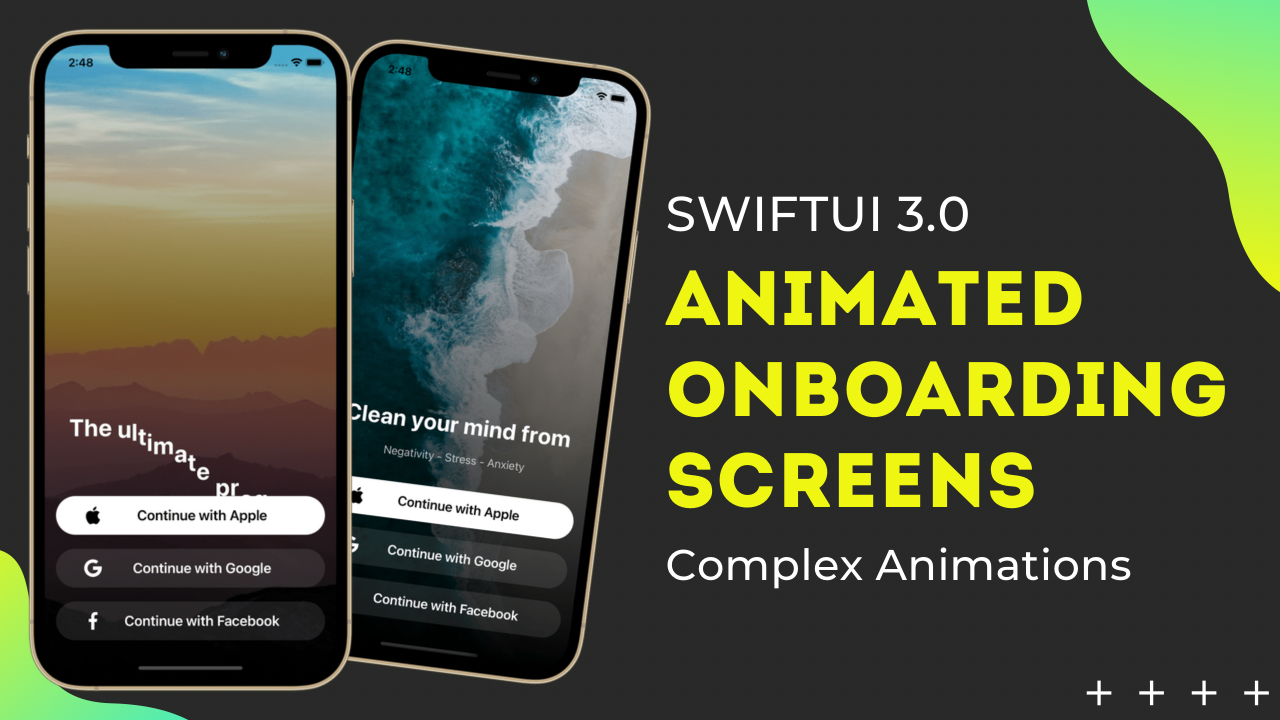 2:48
The ultimate
Continue with Apple
Continue with Google
Continue with Facebook
2:48
Clean your mind from
Negativity - Stress - Anxiety
Continue with Apple
Continue with Google
Continue with Facebook
SWIFTUI 3.0
ANIMATED
ONBOARDING
SCREENS
Complex Animations